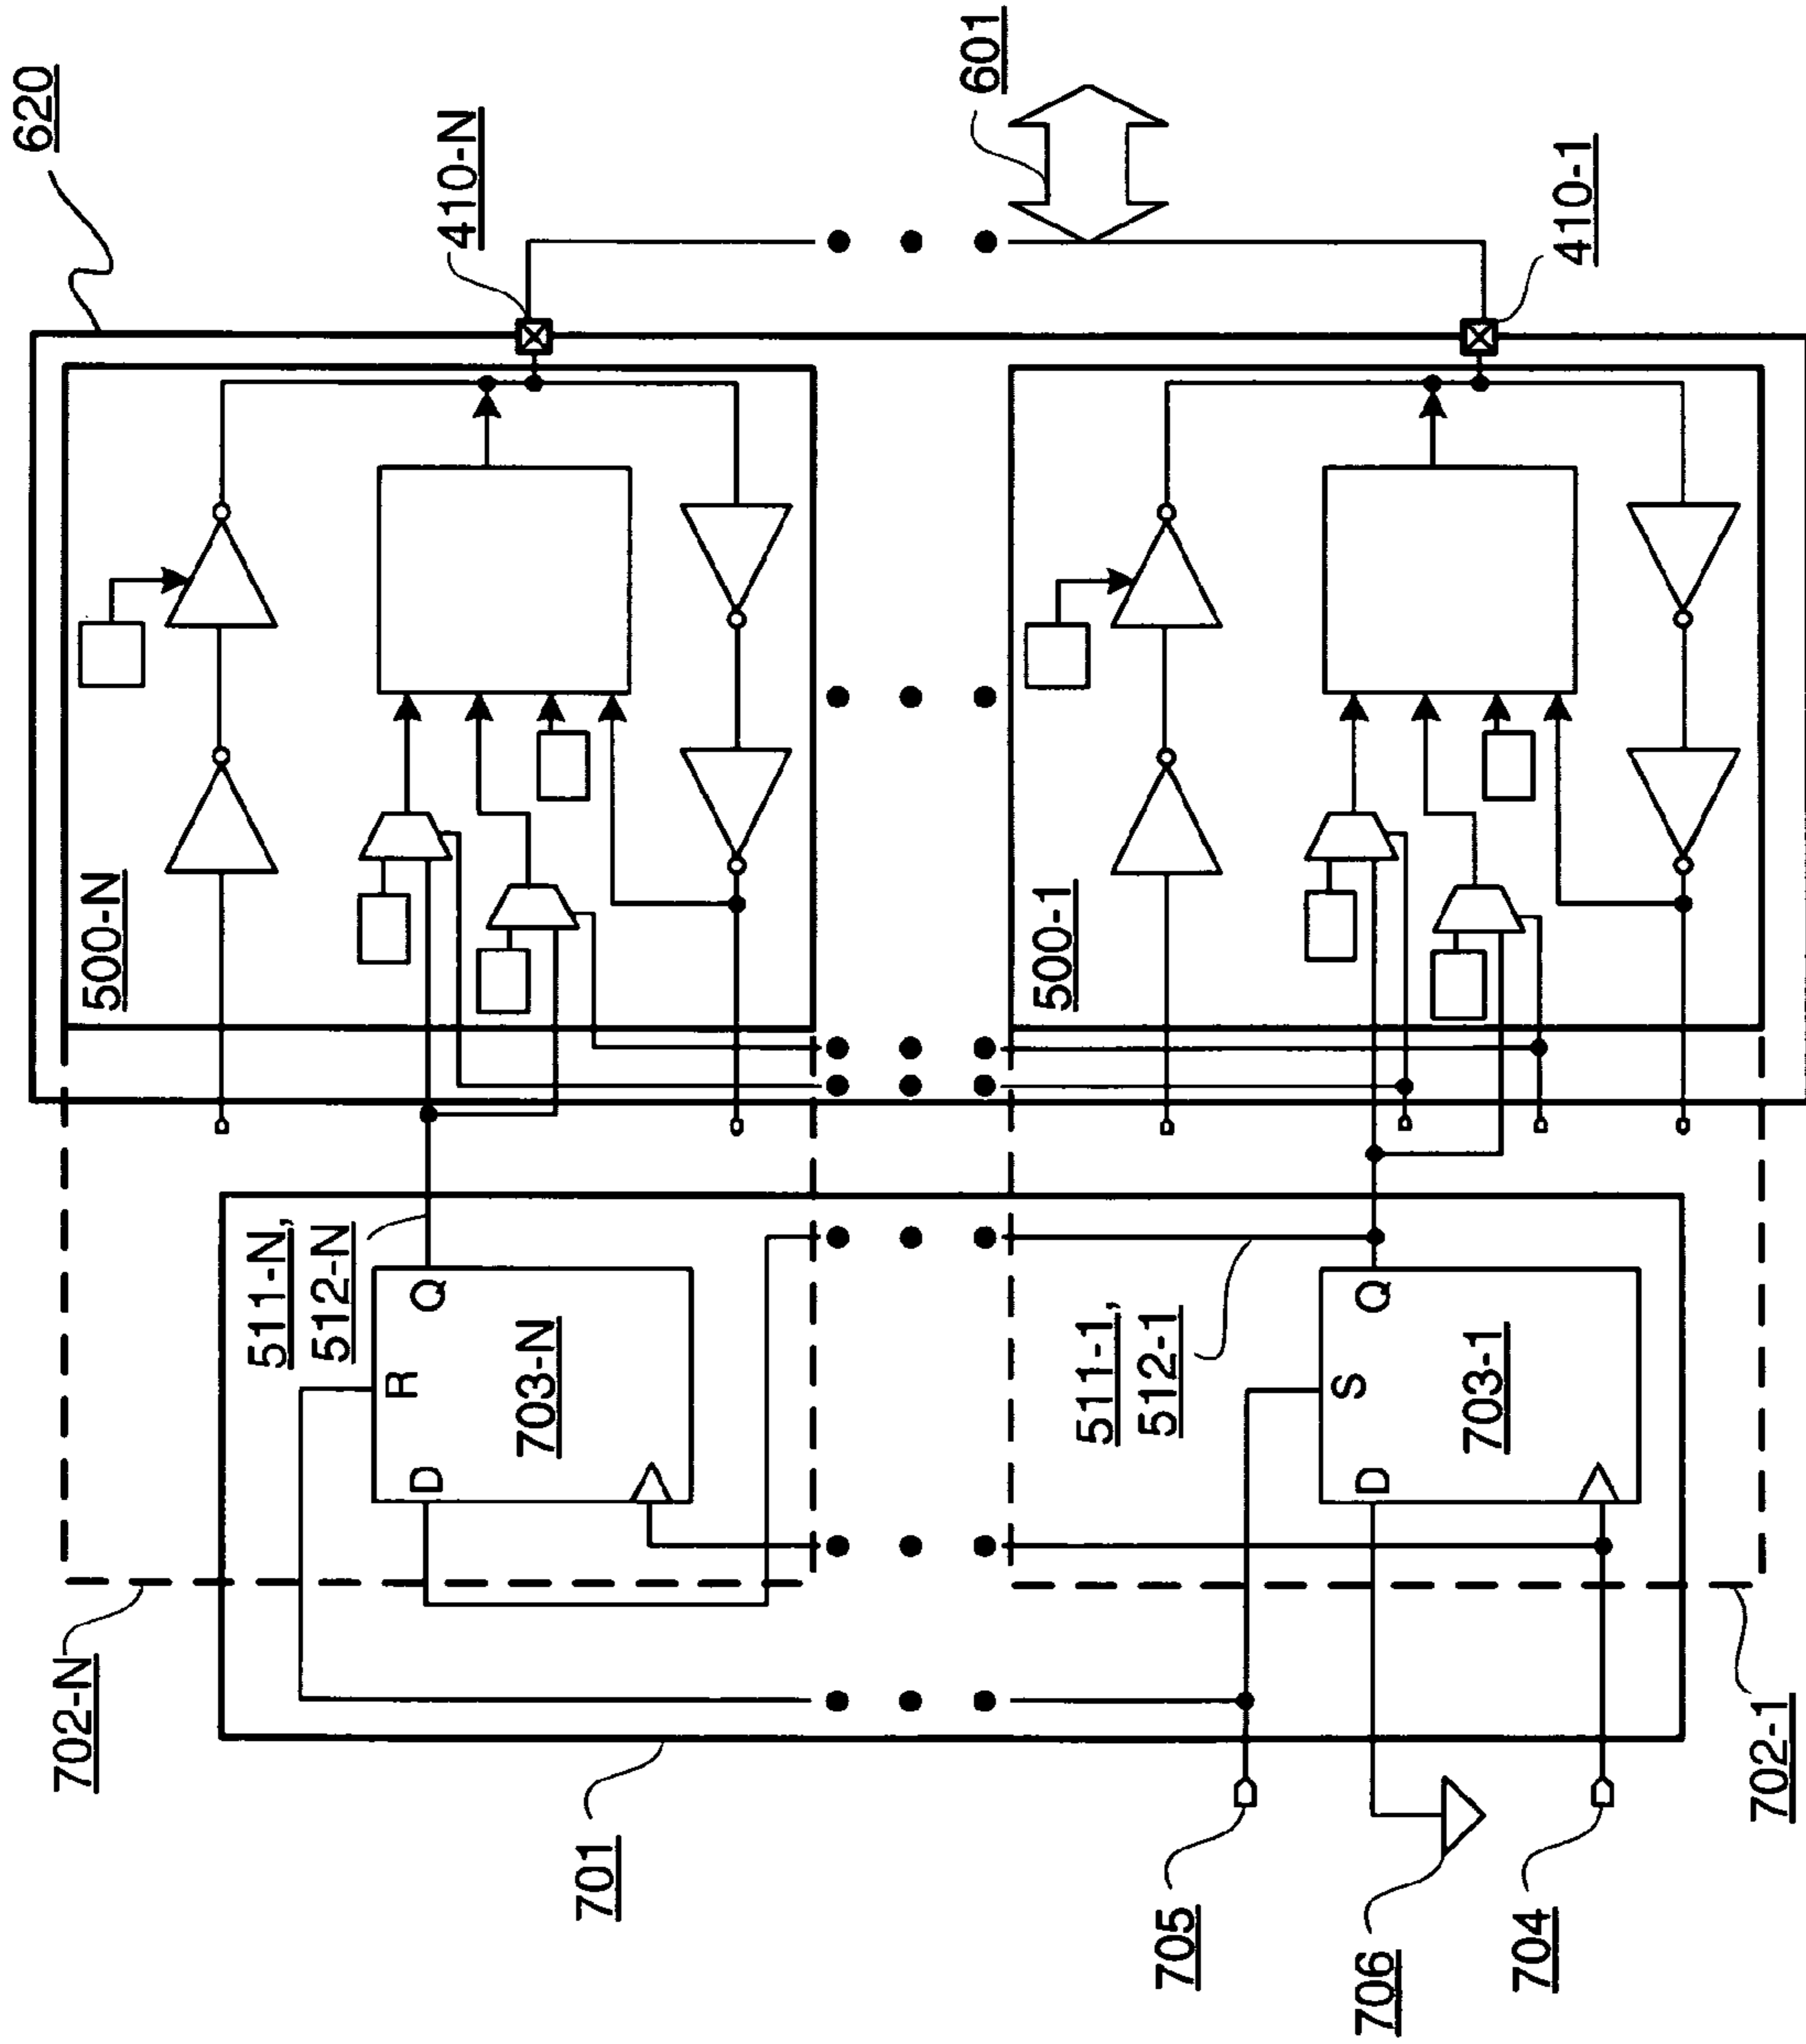 620
410-N
601
410-1
500-N
500-1
511-N,
512-N
Q
R
703-N
D
511-1,
512-1
Q
S
703-1
D
702-N
701
705
706
704
702-1